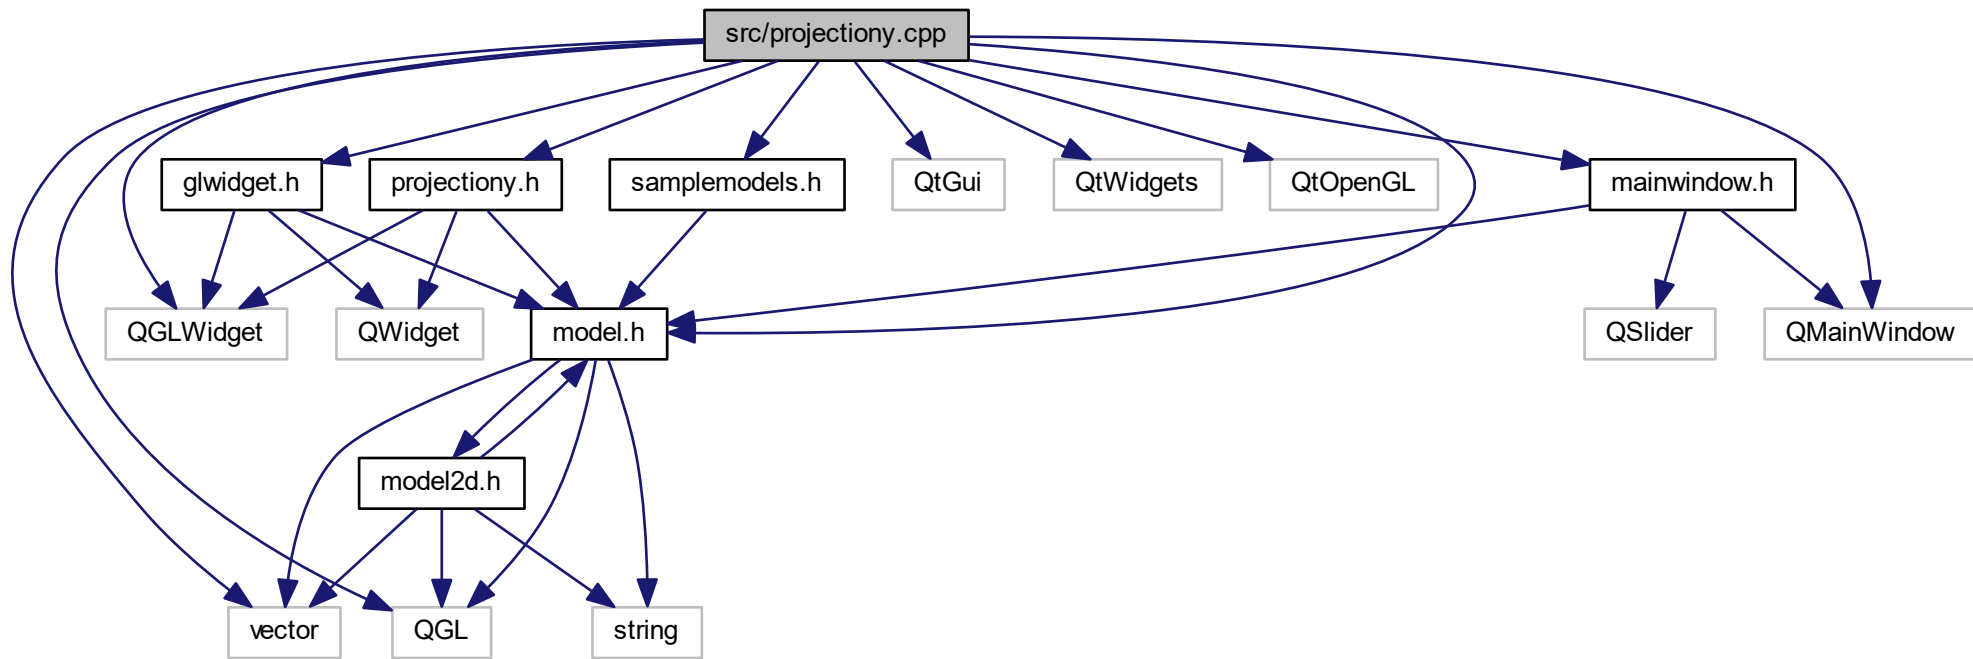 src/projectiony.cpp
glwidget.h
projectiony.h
samplemodels.h
QtGui
QtWidgets
QtOpenGL
mainwindow.h
QGLWidget
QWidget
model.h
QSlider
QMainWindow
model2d.h
vector
QGL
string